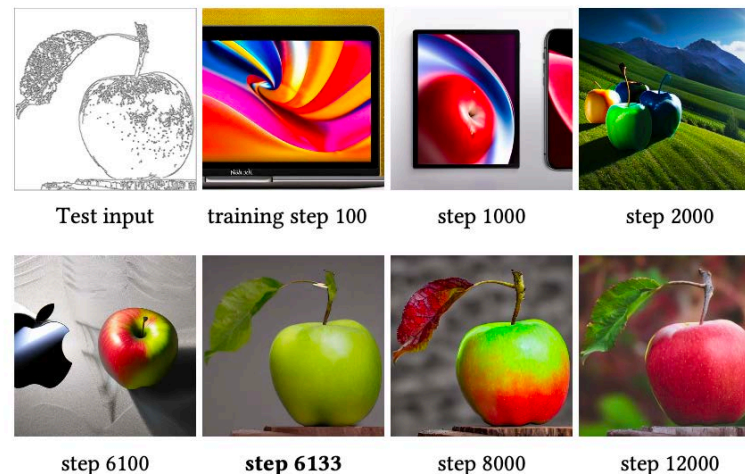 Test input
training step 100
step 1000
step 2000
step 6100
step 6133
step 8000
step 12000